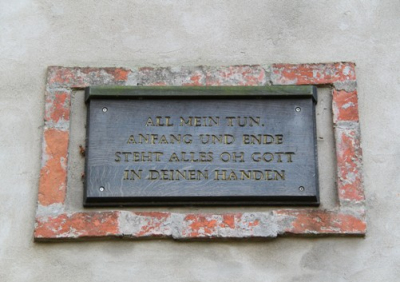 ALL MEIN TUN,
ANFANG UND ENDE
STEHT ALLES OH GOTT
IN DEINEN HÄNDEN